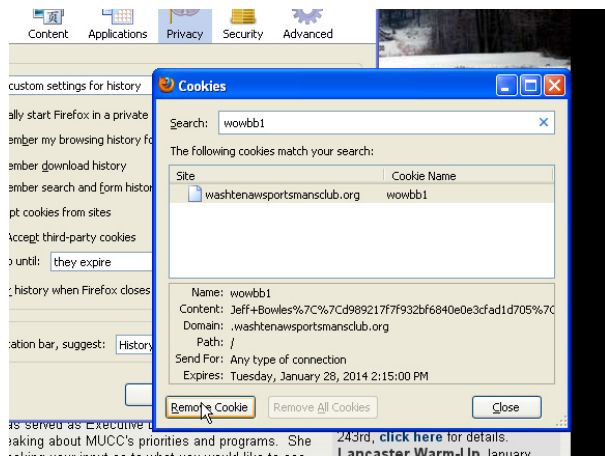 Content Applications Privacy Security Advanced
custom settings for history
ally start Firefox in a private
ember my browsing history fo
ember download history
ember search and form histor
pt cookies from sites
Accept third-party cookies
until: they expire
history when Firefox closes
ation bar, suggest: History
Cookies
Search: wowbb1
The following cookies match your search:
Site Cookie Name
washtenawsportsmansclub.org wowbb1
Name: wowbb1
Content: Jeff+Bowles%7C%7Cd989217f7f932bf6840e0e3cfad1d705%7C
Domain: .washtenawsportsmansclub.org
Path: /
Send For: Any type of connection
Expires: Tuesday, January 28, 2014 2:15:00 PM
Remove Cookie Remove All Cookies Close
as served as Executive
eaking about MUCC's priorities and programs. She
243rd, click here for details.
Lancaster Warm-Up January